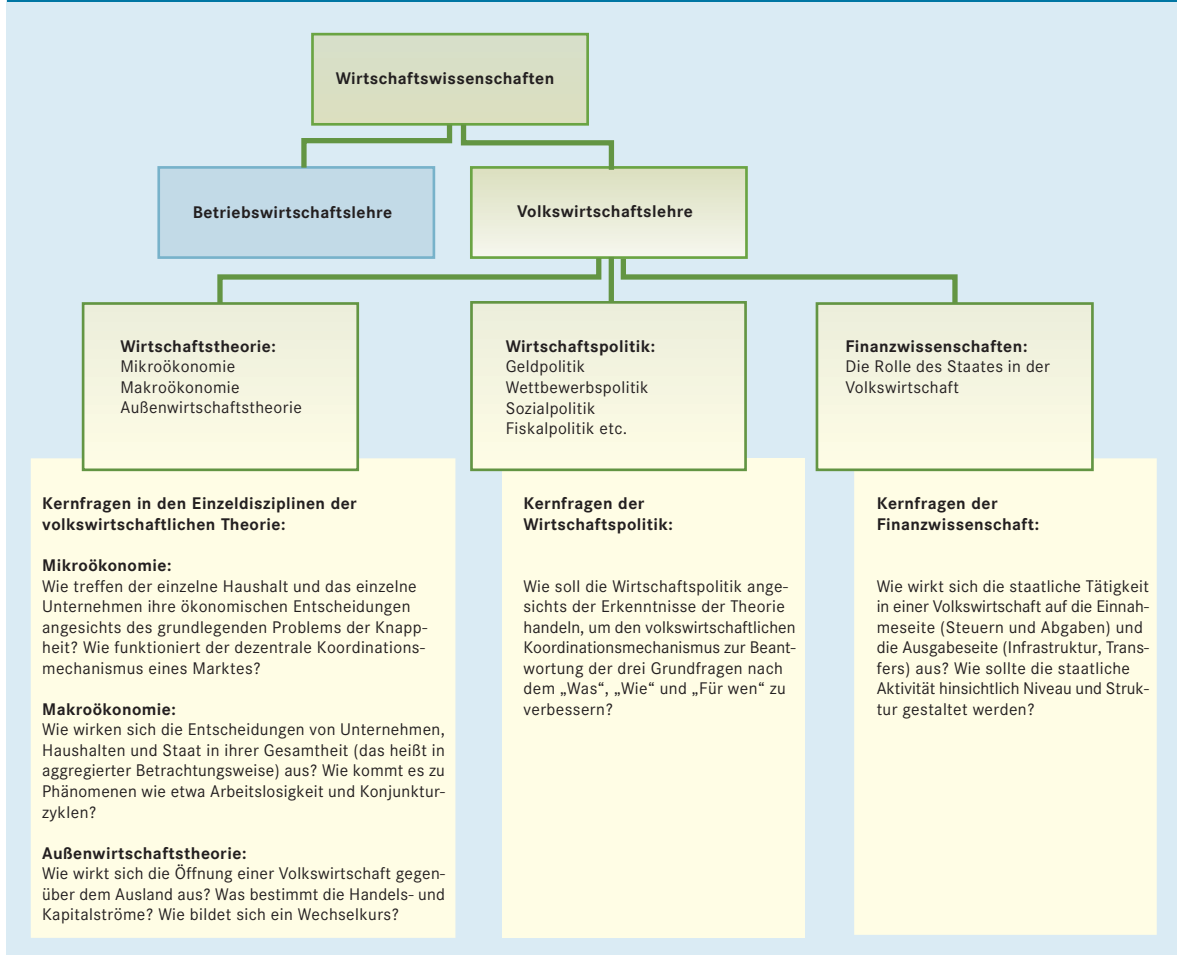 Wirtschaftswissenschaften
Betriebswirtschaftslehre
Volkswirtschaftslehre
Wirtschaftstheorie:
Mikroökonomie
Makroökonomie
Außenwirtschaftstheorie
Wirtschaftspolitik:
Geldpolitik
Wettbewerbspolitik
Sozialpolitik
Fiskalpolitik etc.
Finanzwissenschaften:
Die Rolle des Staates in der
Volkswirtschaft
Kernfragen in den Einzeldisziplinen der
volkswirtschaftlichen Theorie:
Mikroökonomie:
Wie treffen der einzelne Haushalt und das einzelne
Unternehmen ihre ökonomischen Entscheidungen
angesichts des grundlegenden Problems der Knapp-
heit? Wie funktioniert der dezentrale Koordinations-
mechanismus eines Marktes?
Makroökonomie:
Wie wirken sich die Entscheidungen von Unternehmen,
Haushalten und Staat in ihrer Gesamtheit (das heißt in
aggregierter Betrachtungsweise) aus? Wie kommt es zu
Phänomenen wie etwa Arbeitslosigkeit und Konjunktur-
zyklen?
Außenwirtschaftstheorie:
Wie wirkt sich die Öffnung einer Volkswirtschaft gegen-
über dem Ausland aus? Was bestimmt die Handels- und
Kapitalströme? Wie bildet sich ein Wechselkurs?
Kernfragen der
Wirtschaftspolitik:
Wie soll die Wirtschaftspolitik ange-
sichts der Erkenntnisse der Theorie
handeln, um den volkswirtschaftlichen
Koordinationsmechanismus zur Beant-
wortung der drei Grundfragen nach
dem „Was“, „Wie“ und „Für wen“ zu
verbessern?
Kernfragen der
Finanzwissenschaft:
Wie wirkt sich die staatliche Tätigkeit
in einer Volkswirtschaft auf die Einnah-
meseite (Steuern und Abgaben) und
die Ausgabeseite (Infrastruktur, Trans-
fers) aus? Wie sollte die staatliche
Aktivität hinsichtlich Niveau und Struk-
tur gestaltet werden?